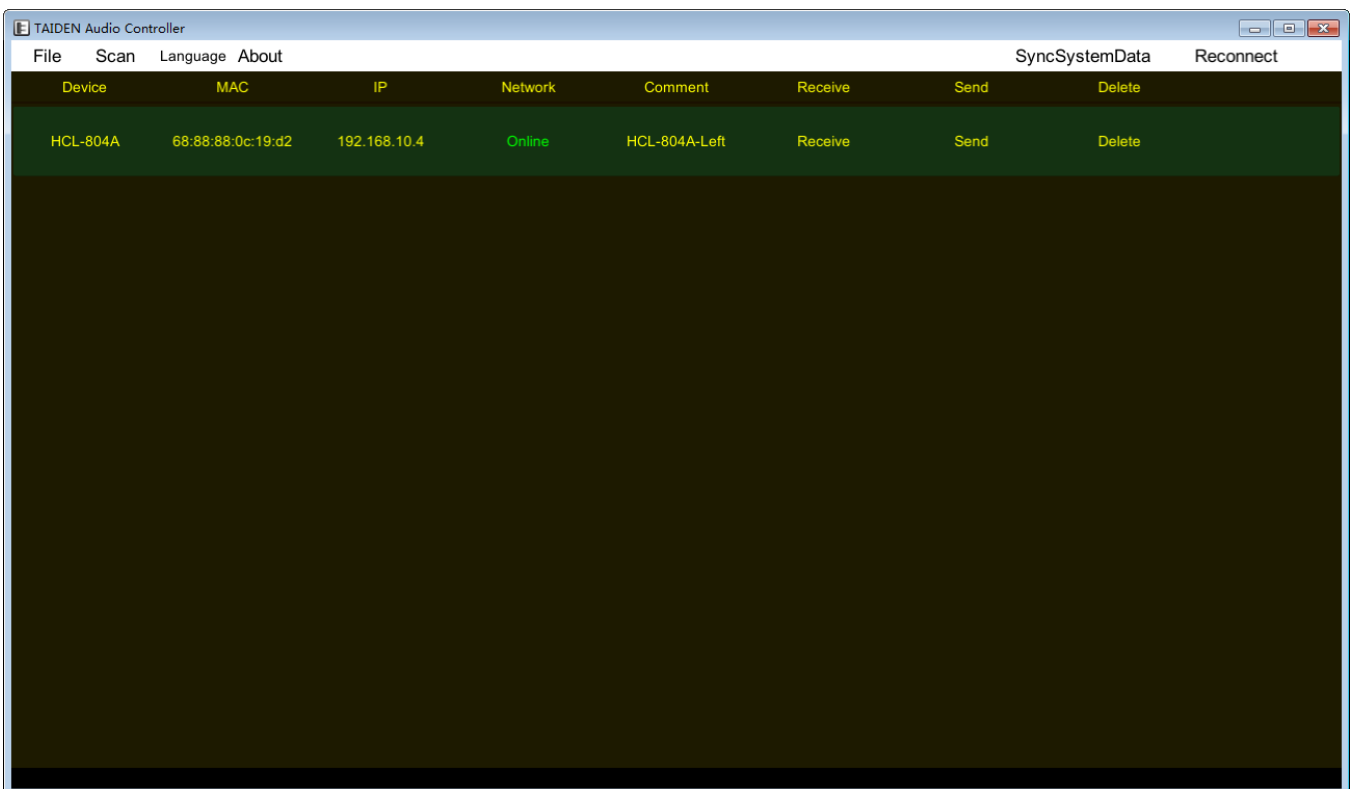 TAIDEN Audio Controller
File Scan Language About SyncSystemData Reconnect
Device MAC IP Network Comment Receive Send Delete
HCL-804A 68:88:88:0c:19:d2 192.168.10.4 Online HCL-804A-Left Receive Send Delete